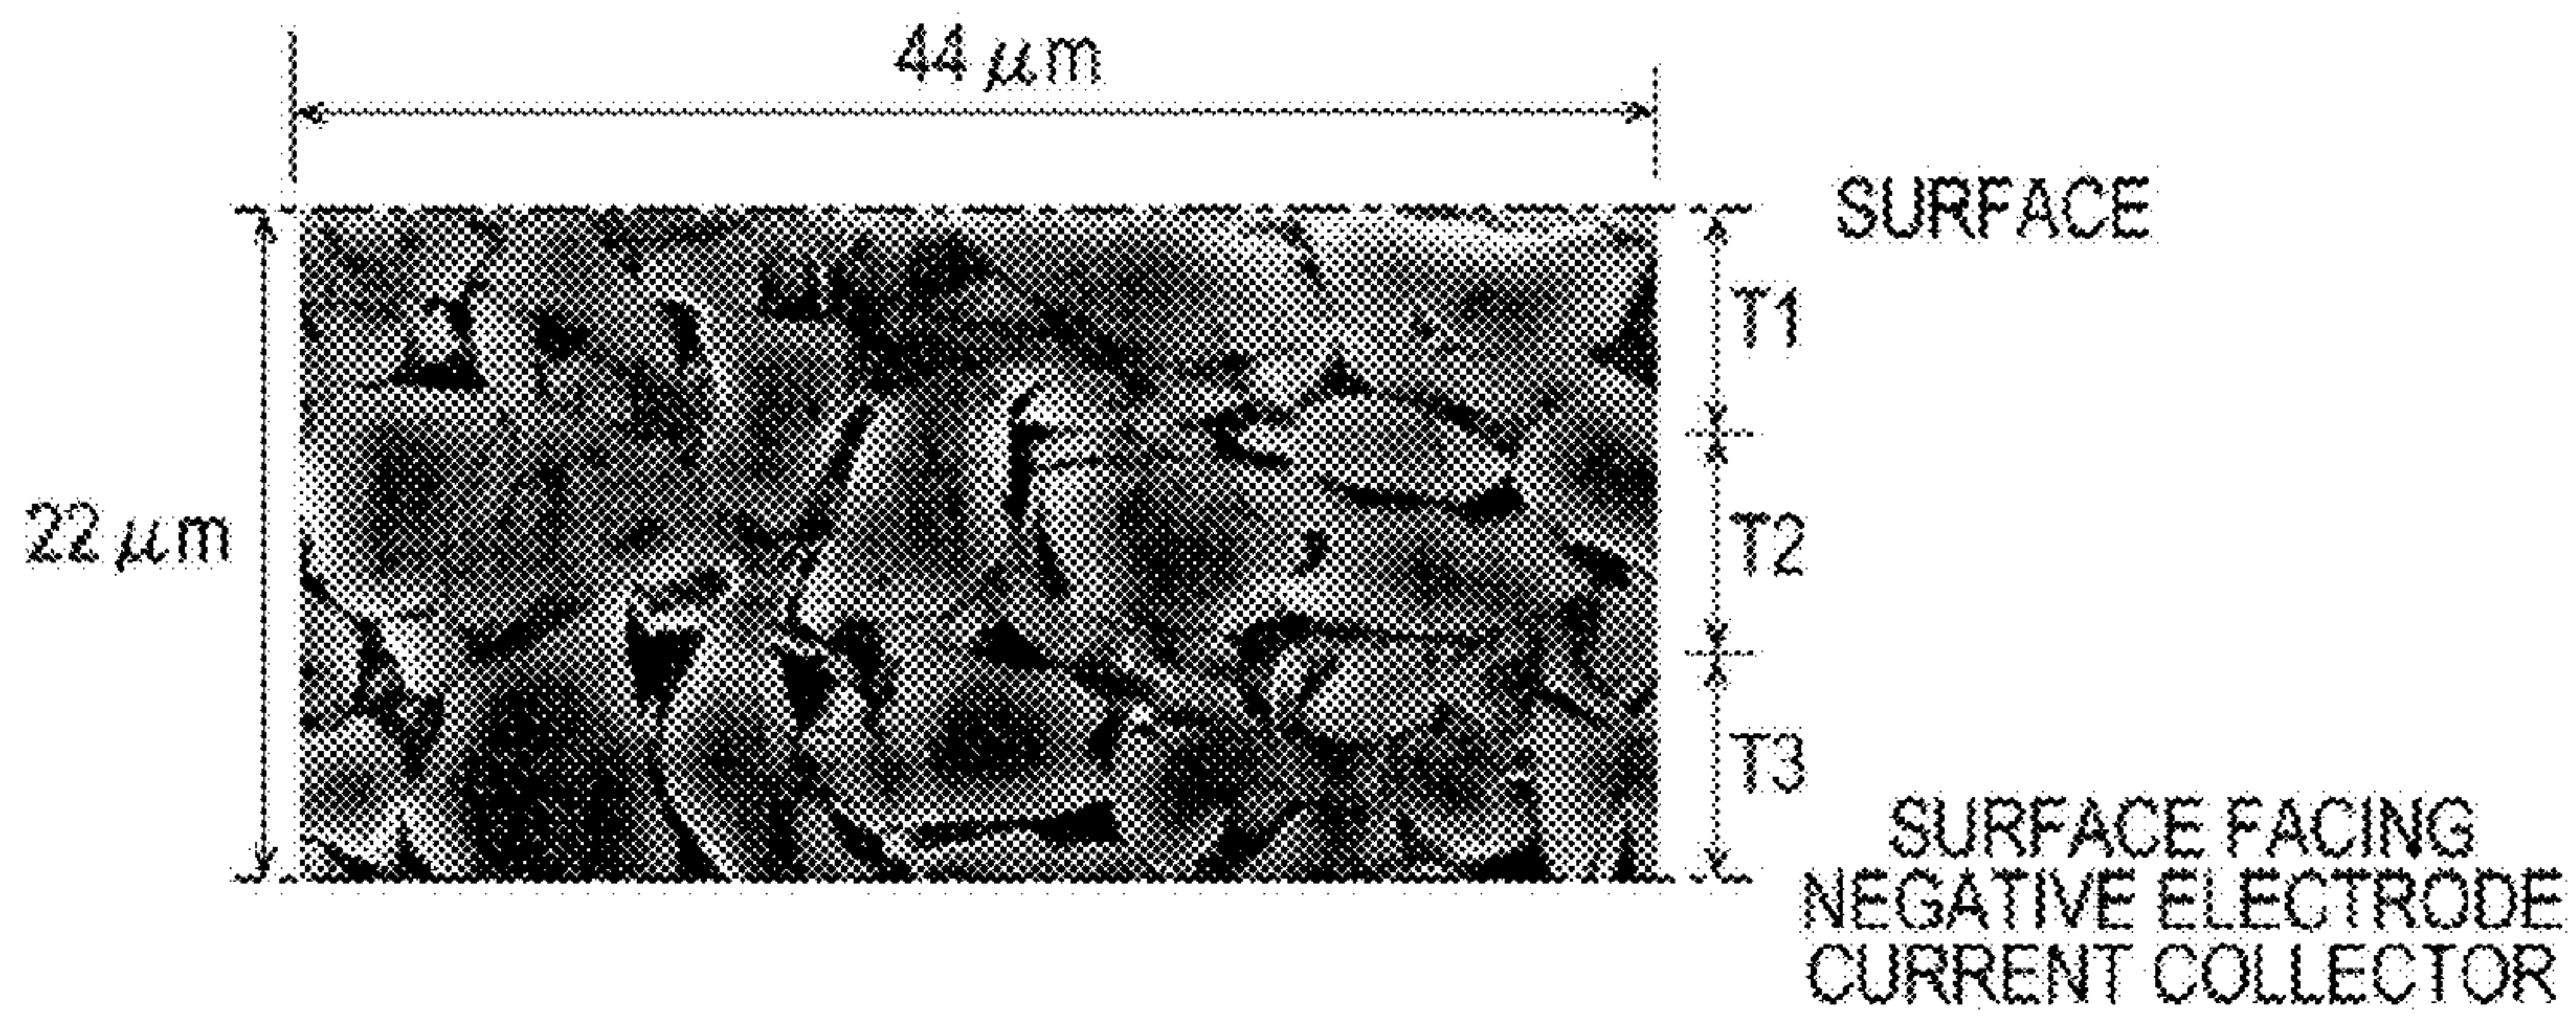 44 μm
SURFACE
T1
22 μm
T2
T3
SURFACE FACING
NEGATIVE ELECTRODE
CURRENT COLLECTOR